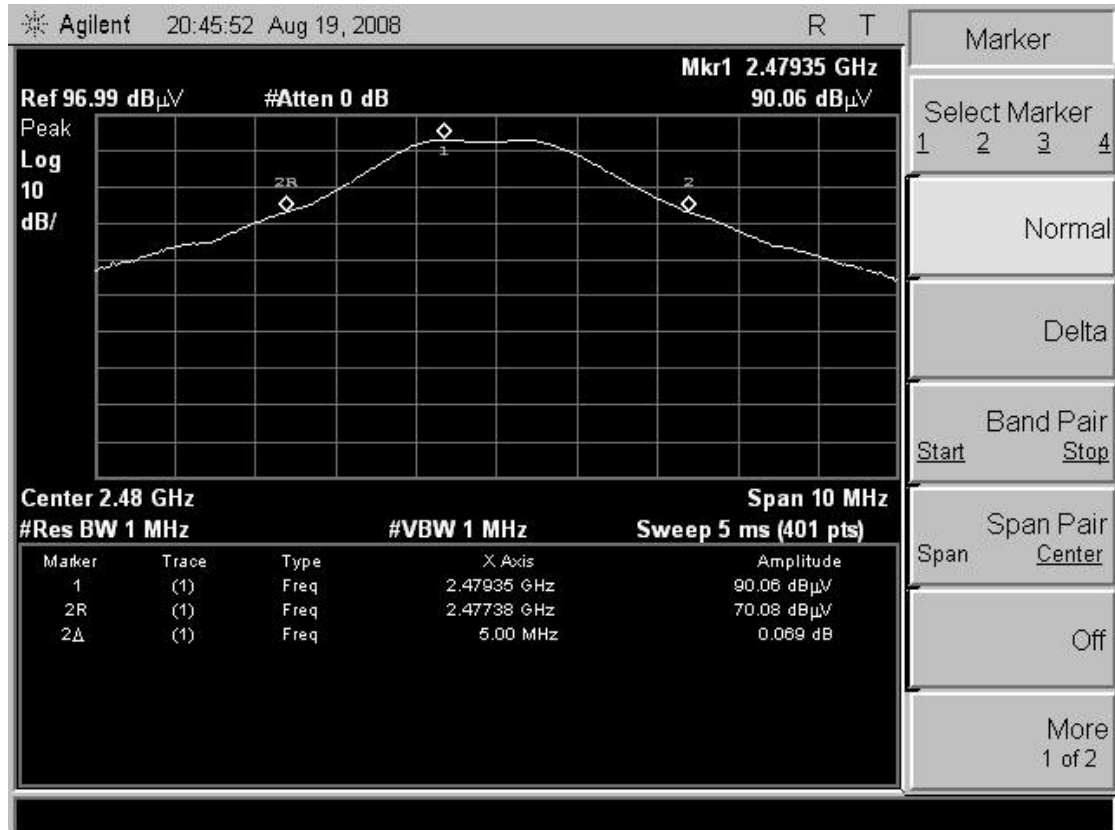 Agilent 20:45:52 Aug 19, 2008 R T
Mkr1 2.47935 GHz
Ref 96.99 dBµV #Atten 0 dB 90.06 dBµV
Peak
Log
10
dB/
1
2R
2
Center 2.48 GHz Span 10 MHz
#Res BW 1 MHz #VBW 1 MHz Sweep 5 ms (401 pts)
Marker Trace Type X Axis Amplitude
1 (1) Freq 2.47935 GHz 90.06 dBµV
2R (1) Freq 2.47738 GHz 70.08 dBµV
2Δ (1) Freq 5.00 MHz 0.069 dB
Marker
Select Marker
1 2 3 4
Normal
Delta
Band Pair
Start Stop
Span Pair
Span Center
Off
More
1 of 2